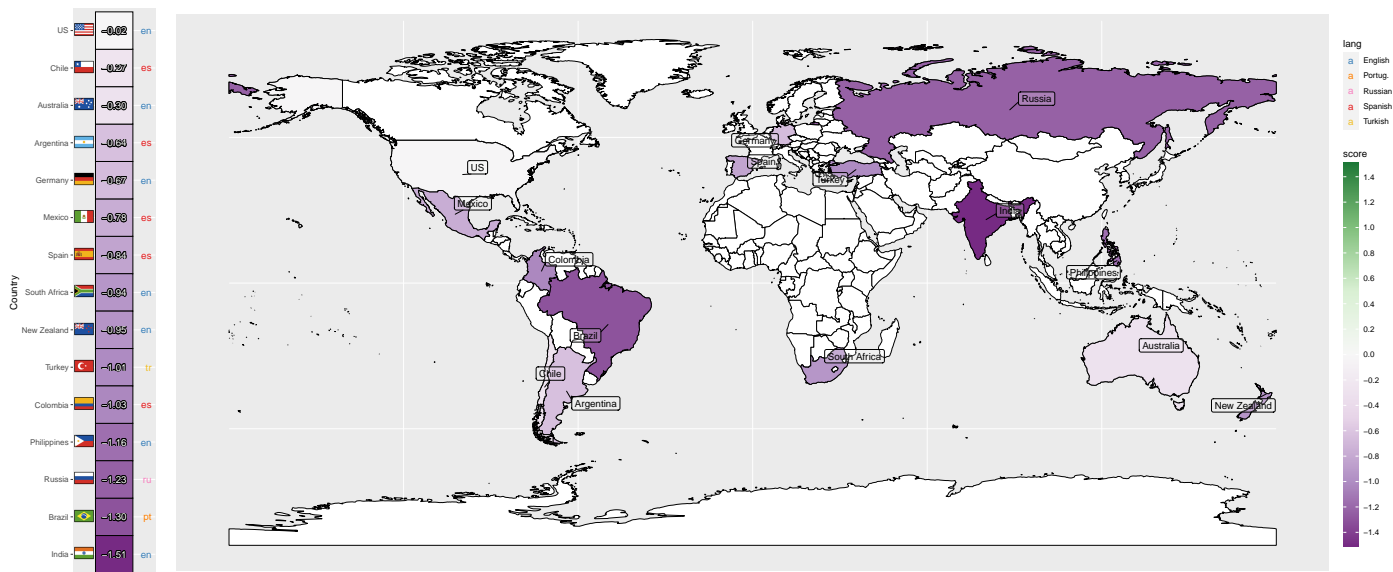 US −0.02 en
Chile −0.27 es
Australia −0.30 en
Argentina −0.64 es
Germany −0.67 en
Mexico −0.78 es
Spain −0.84 es
South Africa −0.94 en
New Zealand −0.95 en
Turkey −1.01 tr
Colombia −1.03 es
Philippines −1.16 en
Russia −1.23 ru
Brazil −1.30 pt
India −1.51 en
Country
Russia
Germany
US
Spain
Turkey
Mexico
India
Colombia
Philippines
Brazil
Australia
South Africa
Chile
Argentina
New Zealand
lang
a English
a Portug.
a Russian
a Spanish
a Turkish
score
1.4
1.2
1.0
0.8
0.6
0.4
0.2
0.0
−0.2
−0.4
−0.6
−0.8
−1.0
−1.2
−1.4